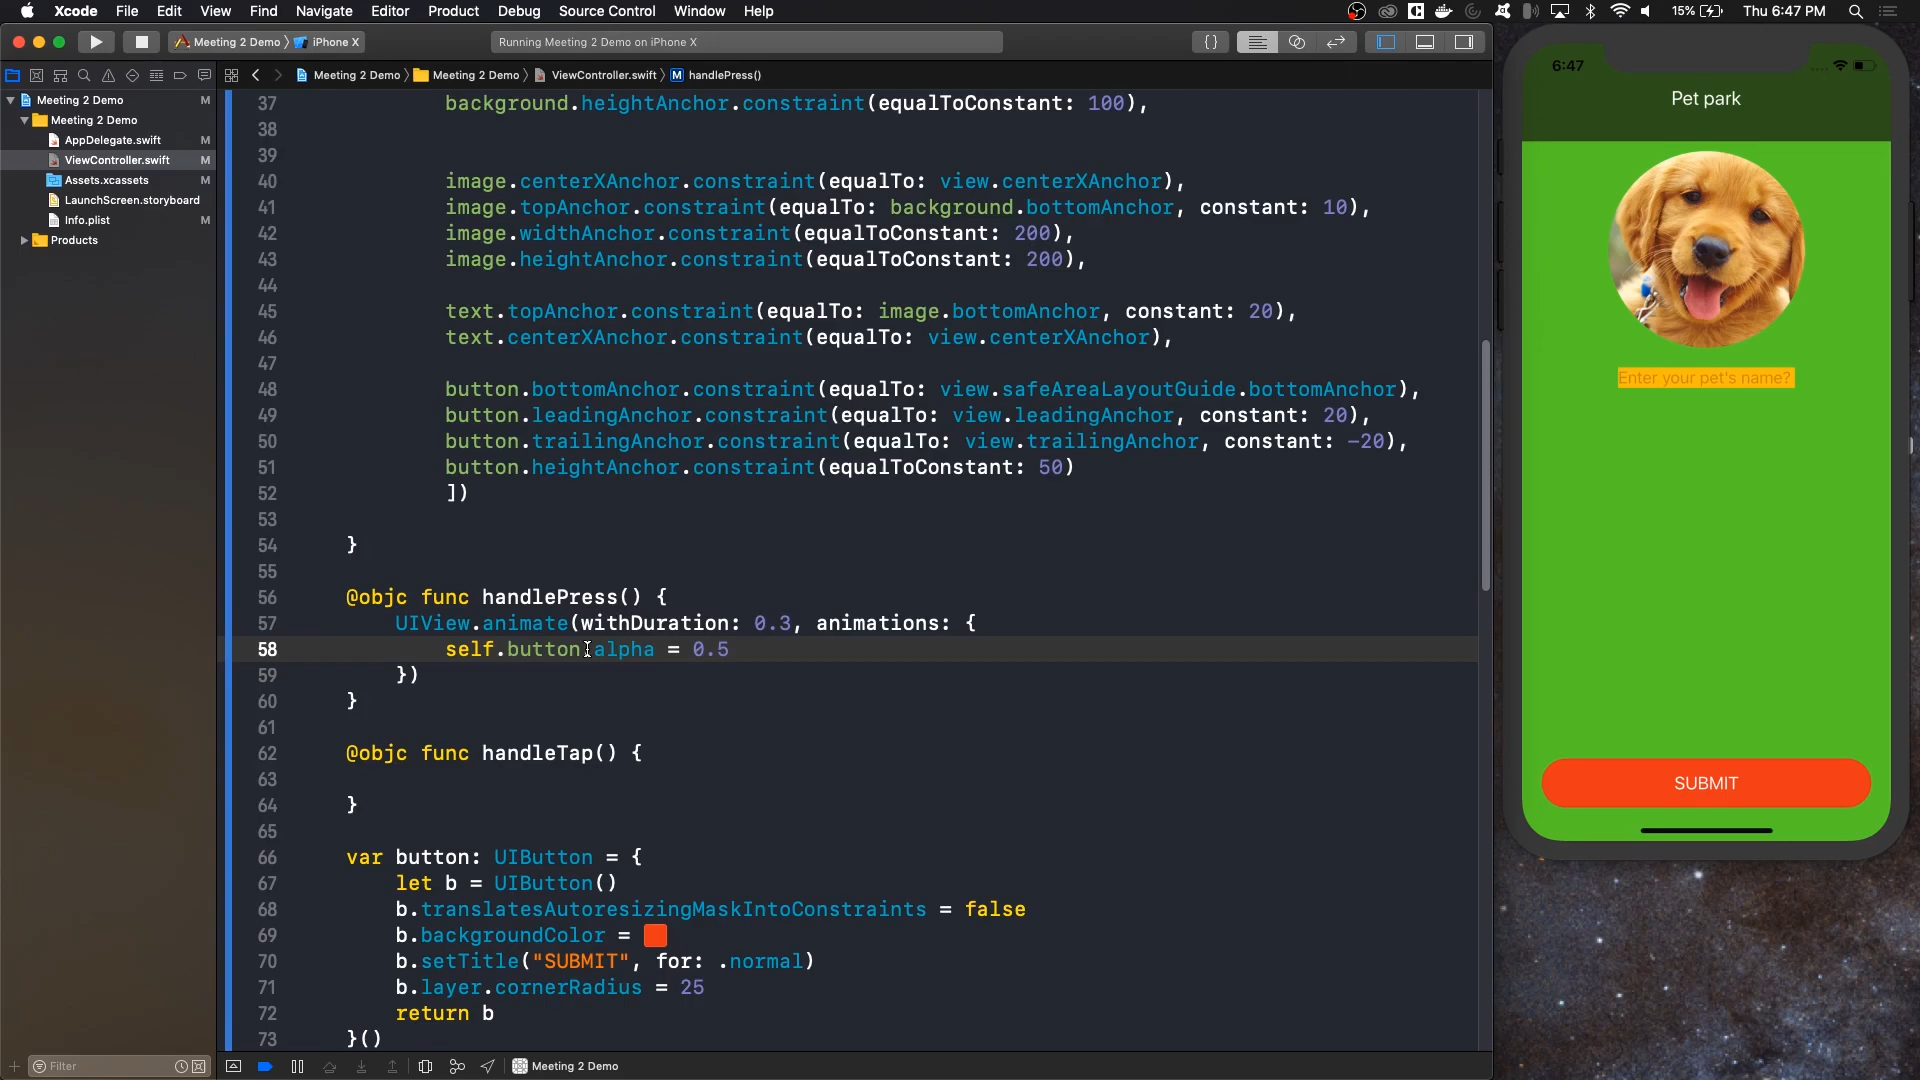 Xcode File Edit View Find Navigate Editor Product Debug Source Control Window Help 15% Thu 6:47 PM
Meeting 2 Demo iPhone X Running Meeting 2 Demo on iPhone X {}
Meeting 2 Demo Meeting 2 Demo ViewController.swift M handlePress()
Meeting 2 Demo M
Meeting 2 Demo
AppDelegate.swift M
ViewController.swift M
Assets.xcassets M
LaunchScreen.storyboard
Info.plist M
Products
Filter
37 background.heightAnchor.constraint(equalToConstant: 100),
38
39
40 image.centerXAnchor.constraint(equalTo: view.centerXAnchor),
41 image.topAnchor.constraint(equalTo: background.bottomAnchor, constant: 10),
42 image.widthAnchor.constraint(equalToConstant: 200),
43 image.heightAnchor.constraint(equalToConstant: 200),
44
45 text.topAnchor.constraint(equalTo: image.bottomAnchor, constant: 20),
46 text.centerXAnchor.constraint(equalTo: view.centerXAnchor),
47
48 button.bottomAnchor.constraint(equalTo: view.safeAreaLayoutGuide.bottomAnchor),
49 button.leadingAnchor.constraint(equalTo: view.leadingAnchor, constant: 20),
50 button.trailingAnchor.constraint(equalTo: view.trailingAnchor, constant: -20),
51 button.heightAnchor.constraint(equalToConstant: 50)
52 ])
53
54 }
55
56 @objc func handlePress() {
57 UIView.animate(withDuration: 0.3, animations: {
58 self.button.alpha = 0.5
59 })
60 }
61
62 @objc func handleTap() {
63
64 }
65
66 var button: UIButton = {
67 let b = UIButton()
68 b.translatesAutoresizingMaskIntoConstraints = false
69 b.backgroundColor =
70 b.setTitle("SUBMIT", for: .normal)
71 b.layer.cornerRadius = 25
72 return b
73 }()
Meeting 2 Demo
6:47
Pet park
Enter your pet's name?
SUBMIT